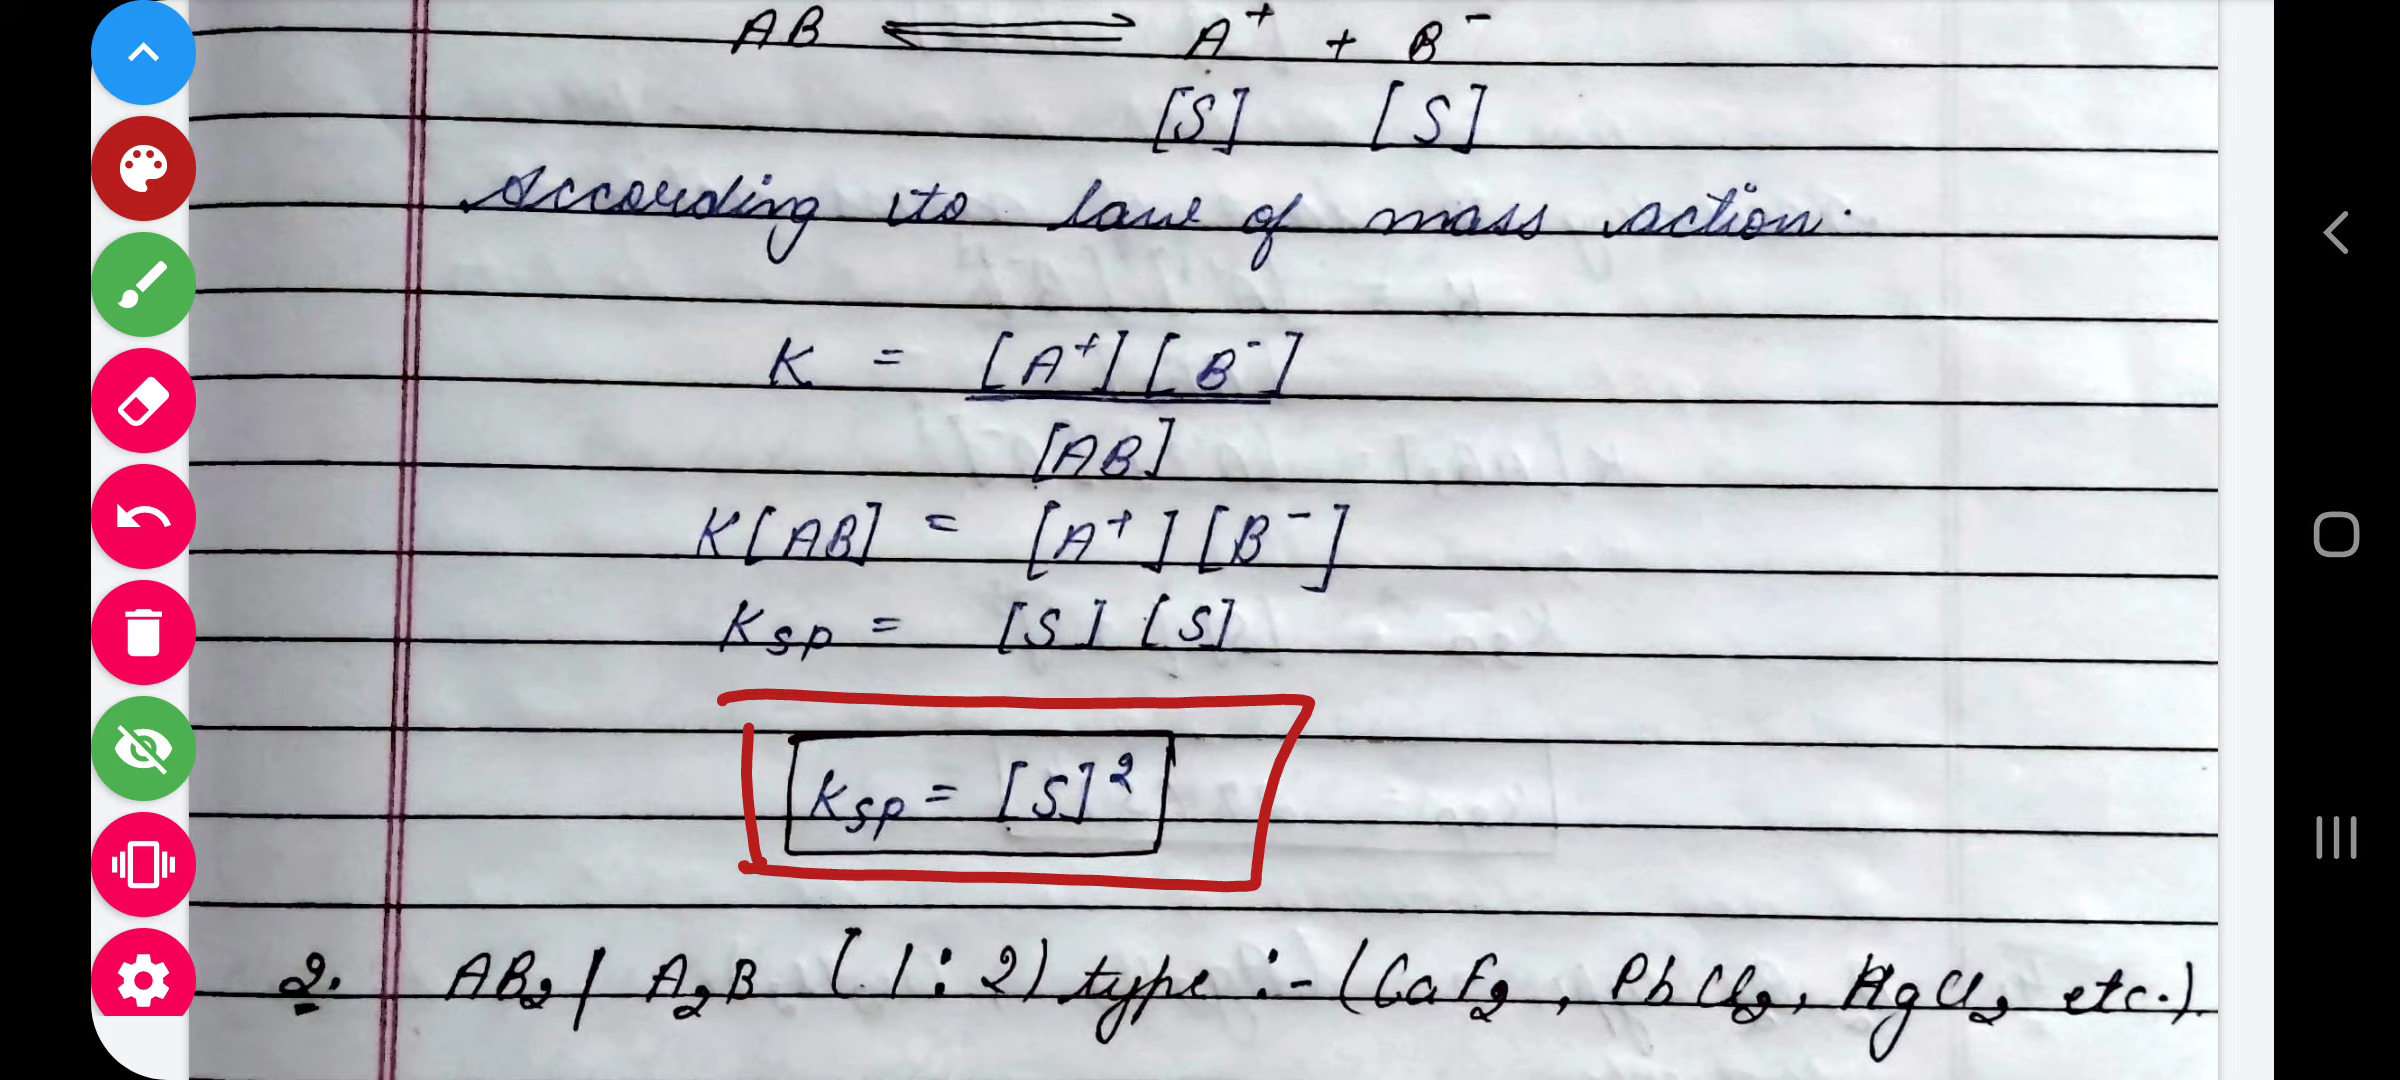 AB ⇌ A⁺ + B⁻
[S] [S]
According to law of mass action.
K = [A⁺][B⁻]
[AB]
K[AB] = [A⁺][B⁻]
Ksp = [S][S]
Ksp = [S]²
2. AB₂/A₂B (1:2) type :- (CaF₂, PbCl₂, HgCl₂ etc.)